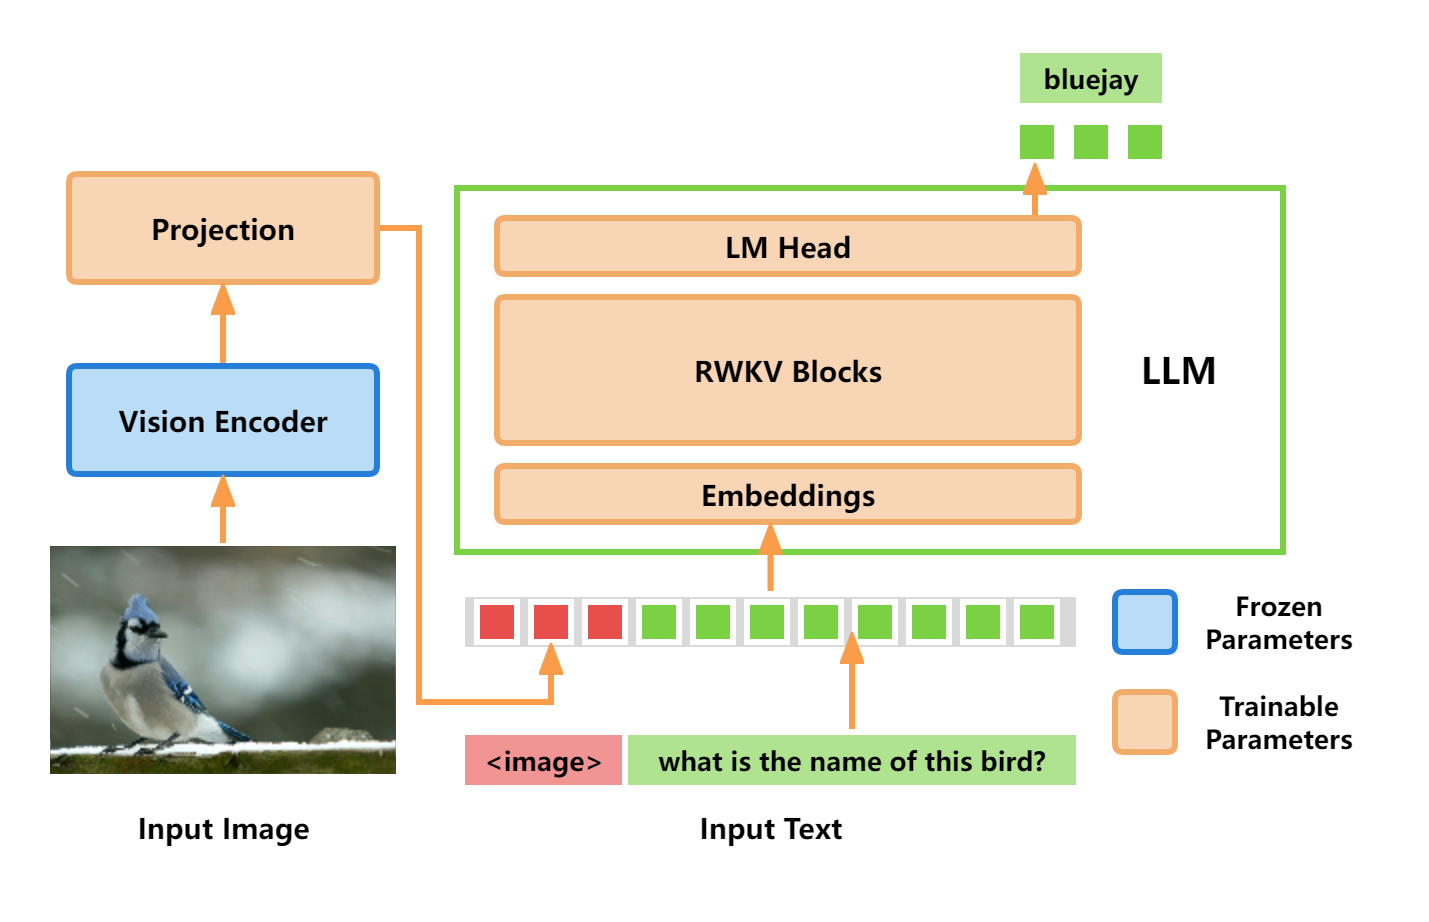 bluejay
Projection
LM Head
RWKV Blocks
LLM
Vision Encoder
Embeddings
Frozen
Parameters
Trainable
Parameters
<image>
what is the name of this bird?
Input Image
Input Text